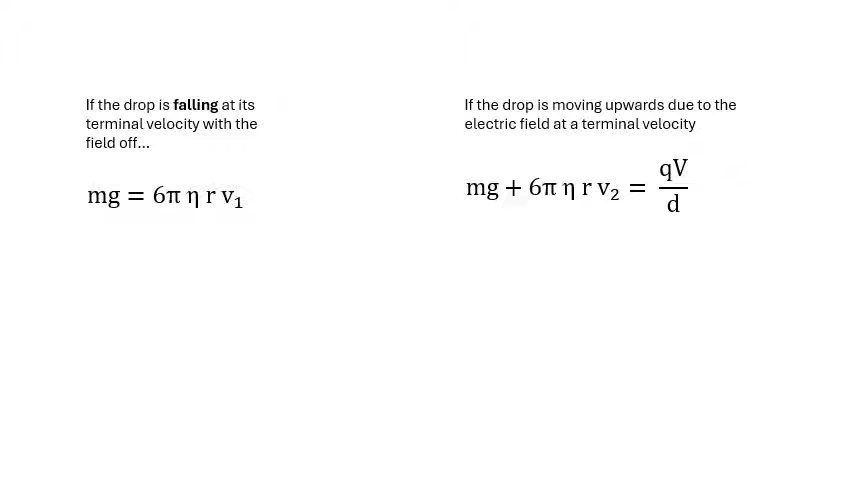 If the drop is falling at its
terminal velocity with the
field off...
mg = 6π η r v₁
If the drop is moving upwards due to the
electric field at a terminal velocity
mg + 6π η r v₂ = qV/d